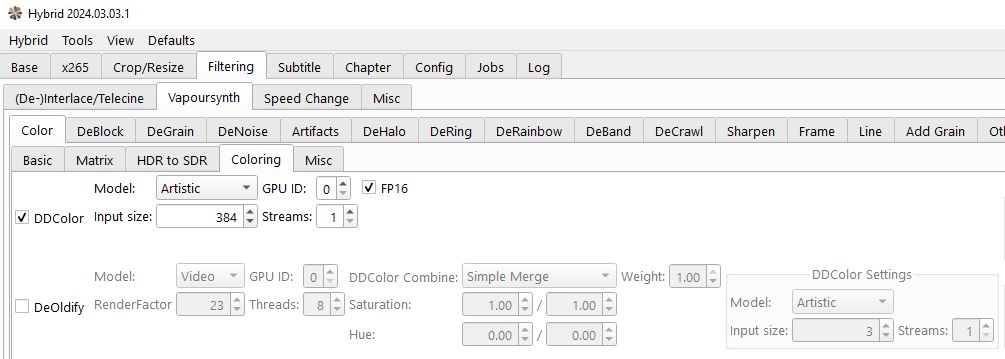 Hybrid 2024.03.03.1
Hybrid Tools View Defaults
Base x265 Crop/Resize Filtering Subtitle Chapter Config Jobs Log
(De-)Interlace/Telecine Vapoursynth Speed Change Misc
Color DeBlock DeGrain DeNoise Artifacts DeHalo DeRing DeRainbow DeBand DeCrawl Sharpen Frame Line Add Grain Otl
Basic Matrix HDR to SDR Coloring Misc
Model: Artistic GPU ID: 0 FP16
DDColor Input size: 384 Streams: 1
Model: Video GPU ID: 0 DDColor Combine: Simple Merge Weight: 1.00 DDColor Settings
DeOldify RenderFactor 23 Threads: 8 Saturation: 1.00 / 1.00 Model: Artistic
Hue: 0.00 / 0.00 Input size: 3 Streams: 1